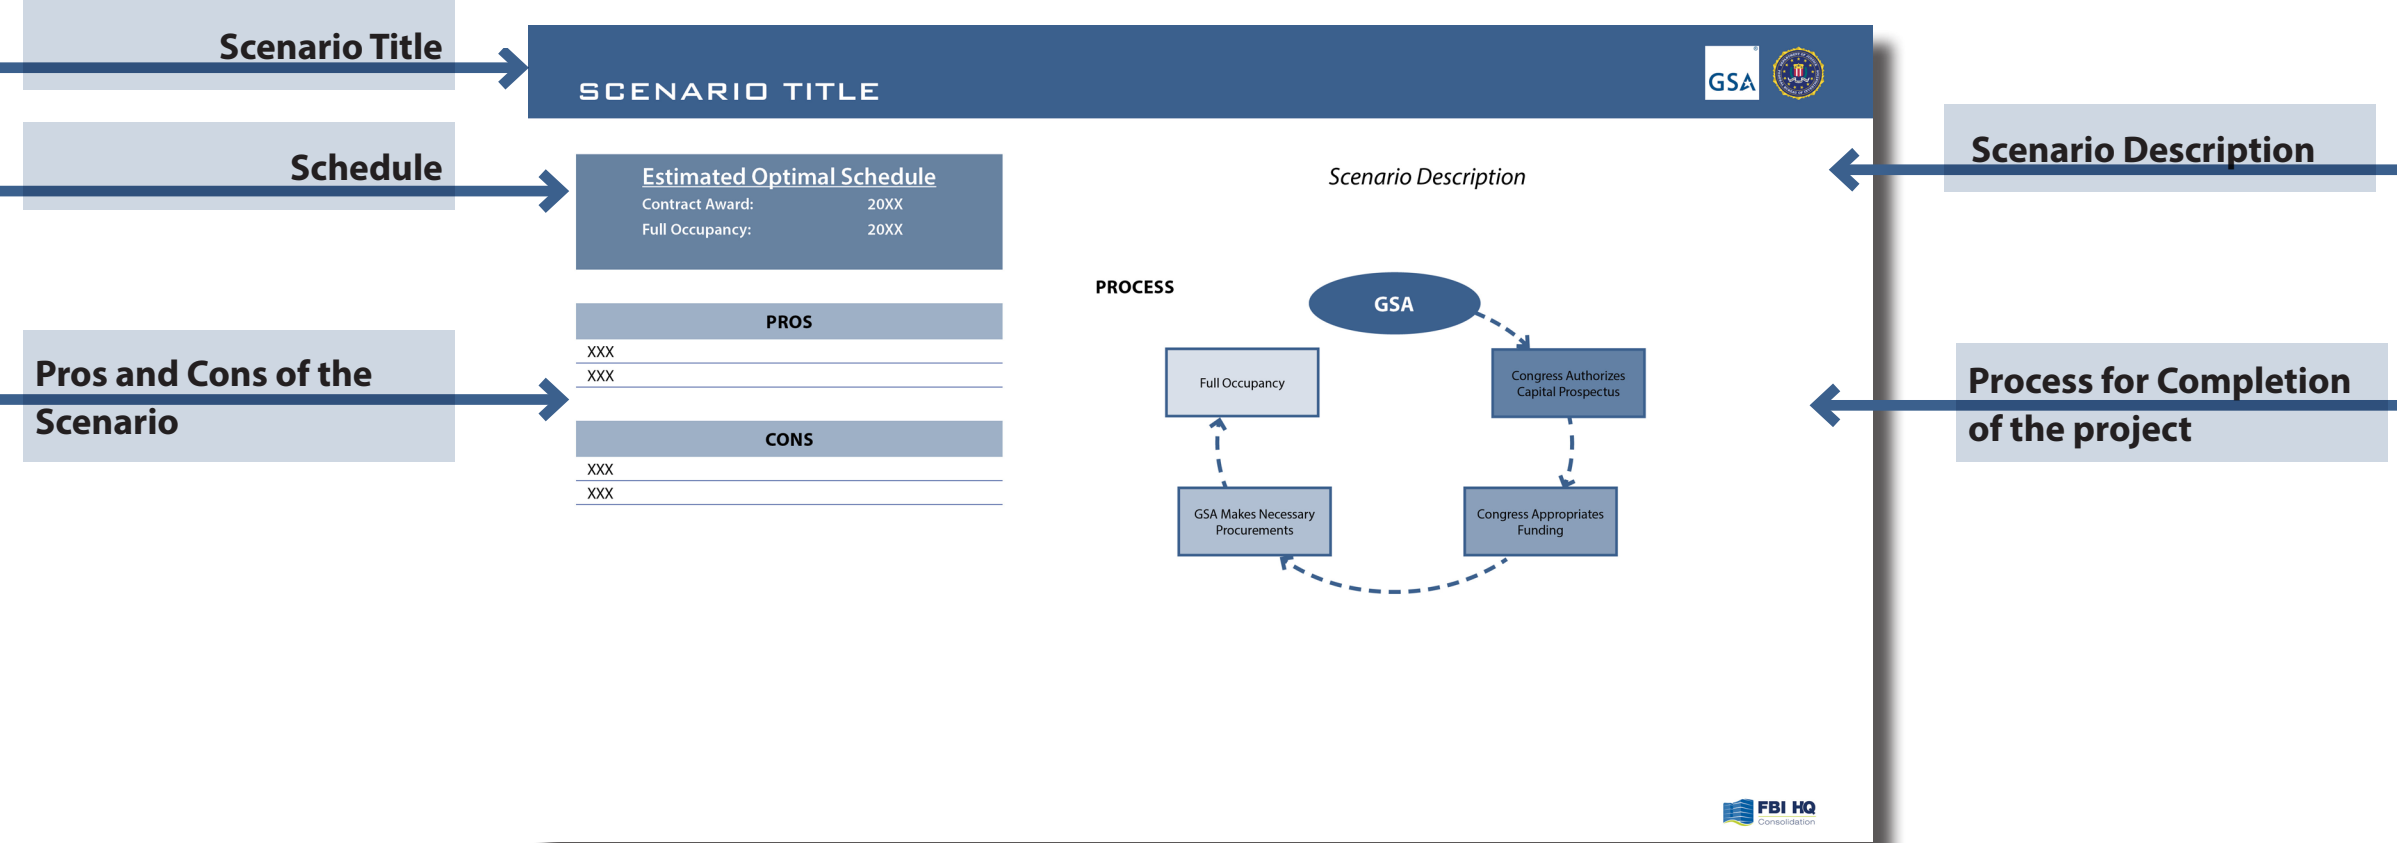 Scenario Title
Schedule
Pros and Cons of the
Scenario
SCENARIO TITLE
GSA
Estimated Optimal Schedule
Contract Award: 20XX
Full Occupancy: 20XX
PROS
XXX
XXX
CONS
XXX
XXX
Scenario Description
PROCESS
GSA
Congress Authorizes
Capital Prospectus
Congress Appropriates
Funding
GSA Makes Necessary
Procurements
Full Occupancy
FBI HQ
Consolidation
Scenario Description
Process for Completion
of the project